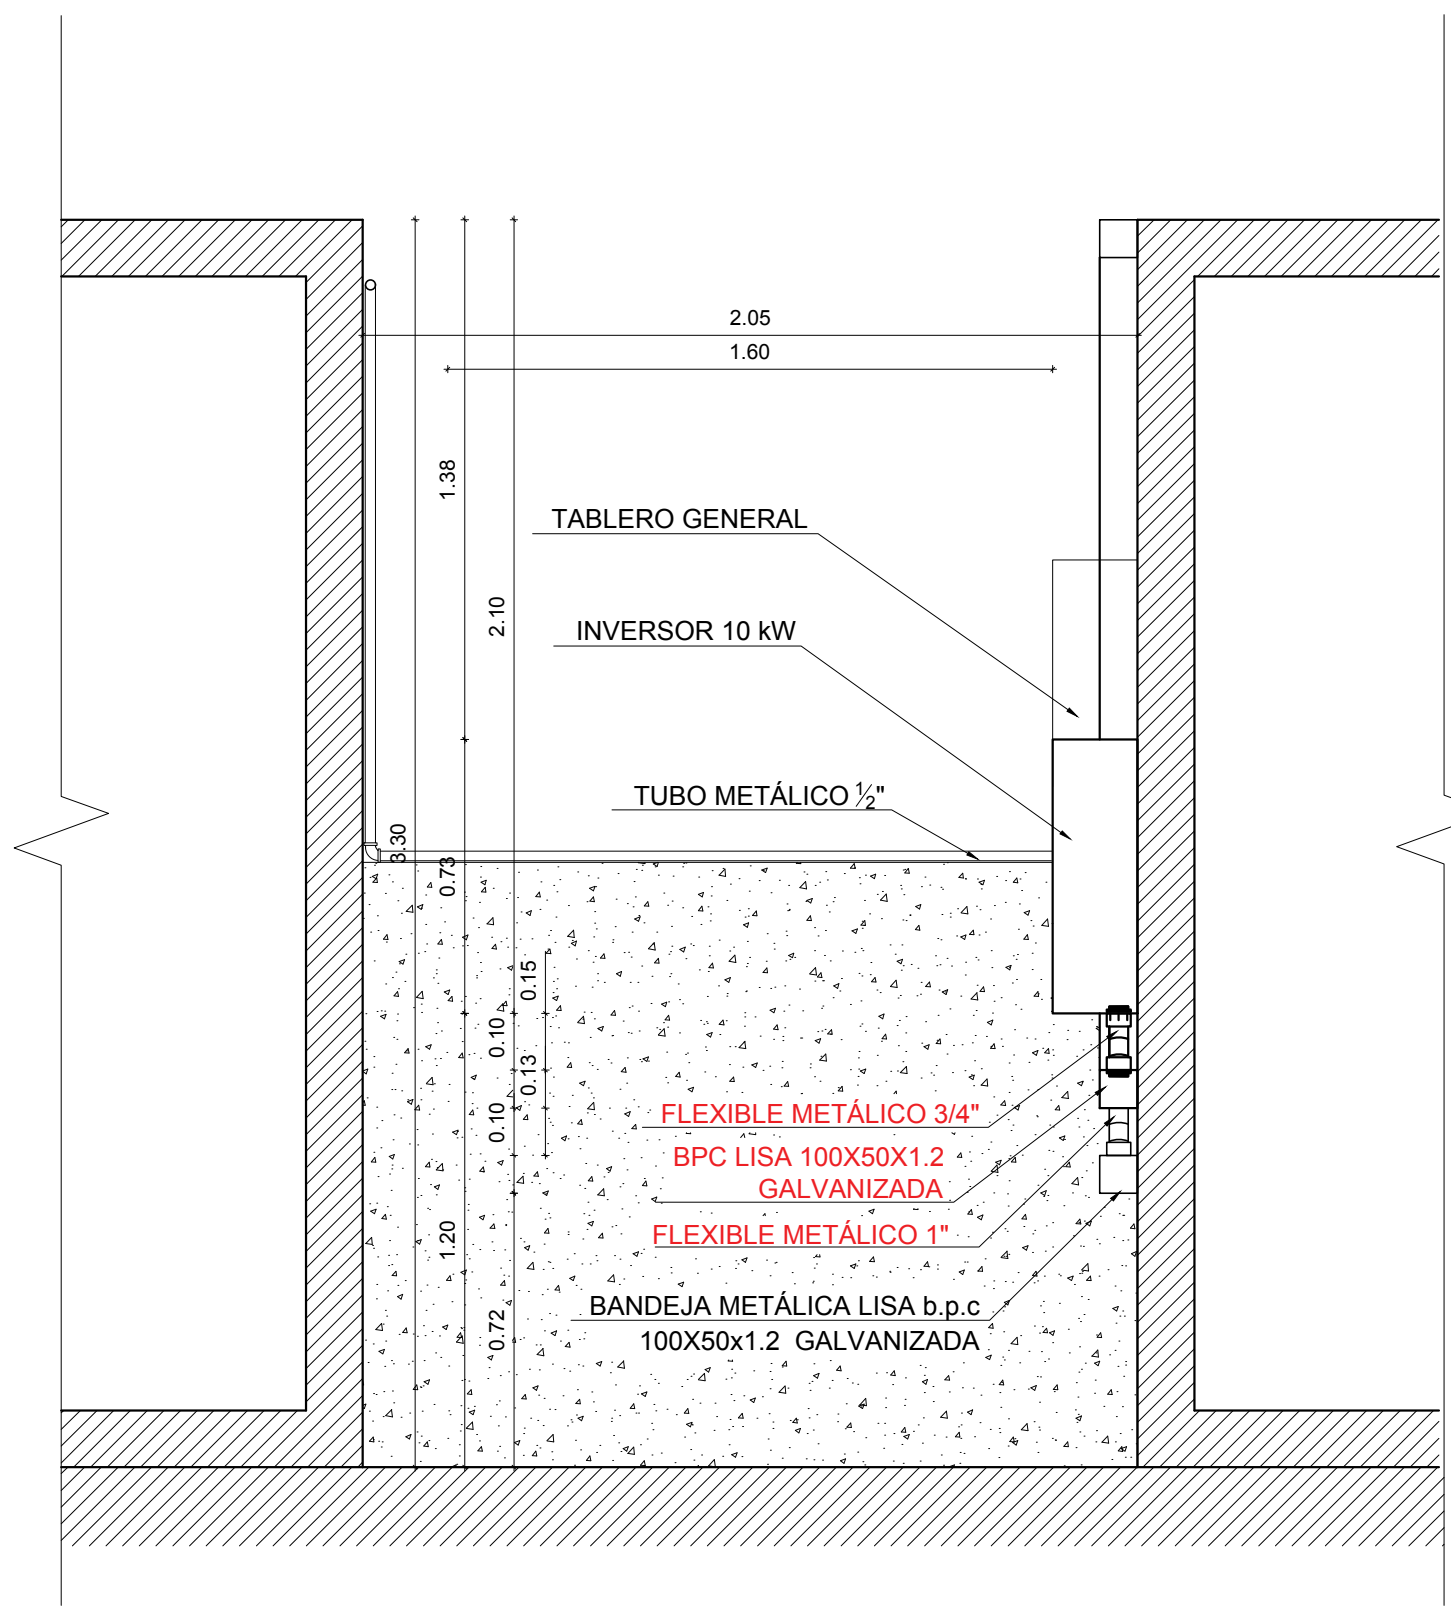 2.05
1.60
1.38
TABLERO GENERAL
2.10
INVERSOR 10 kW
TUBO METÁLICO ½"
3.30
0.73
0.15
0.10
0.13
0.10
FLEXIBLE METÁLICO 3/4"
BPC LISA 100X50X1.2
GALVANIZADA
FLEXIBLE METÁLICO 1"
1.20
BANDEJA METÁLICA LISA b.p.c
100X50x1.2 GALVANIZADA
0.72